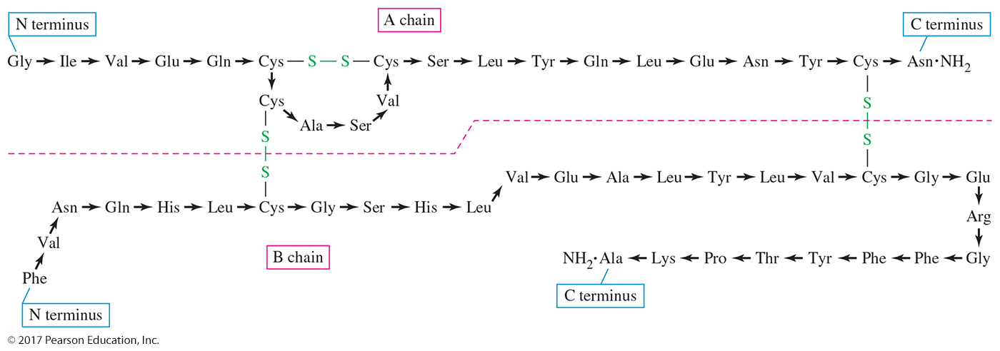 N terminus
A chain
C terminus
Gly → Ile → Val → Glu → Gln → Cys — S — S — Cys → Ser → Leu → Tyr → Gln → Leu → Glu → Asn → Tyr → Cys → Asn·NH₂
Cys
Val
S
Ala → Ser
S
S
S
Val → Glu → Ala → Leu → Tyr → Leu → Val → Cys → Gly → Glu
Asn → Gln → His → Leu → Cys → Gly → Ser → His → Leu
Arg
Val
B chain
NH₂·Ala ← Lys ← Pro ← Thr ← Tyr ← Phe ← Phe ← Gly
Phe
C terminus
N terminus
© 2017 Pearson Education, Inc.